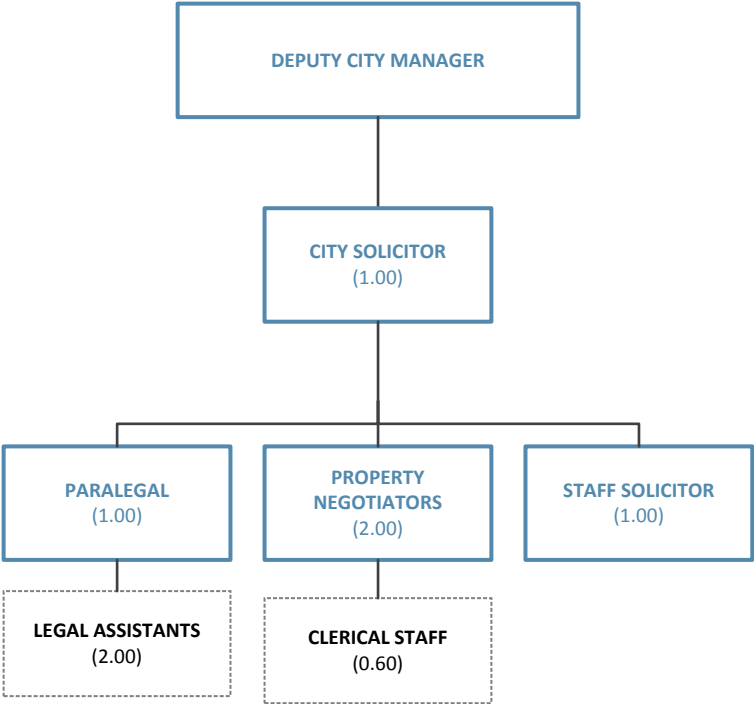 DEPUTY CITY MANAGER
CITY SOLICITOR
(1.00)
PARALEGAL
(1.00)
PROPERTY
NEGOTIATORS
(2.00)
STAFF SOLICITOR
(1.00)
LEGAL ASSISTANTS
(2.00)
CLERICAL STAFF
(0.60)